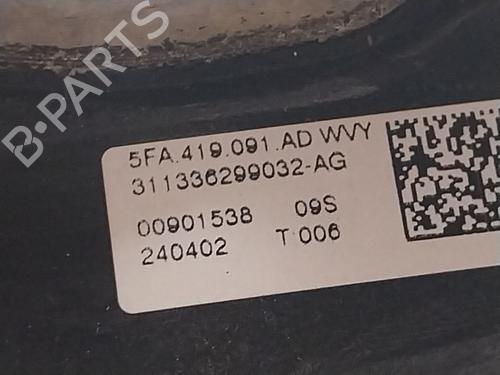 B-PARTS
5FA.419.091.AD WVY
311336299032-AG
00901538 09S
240402 T 006